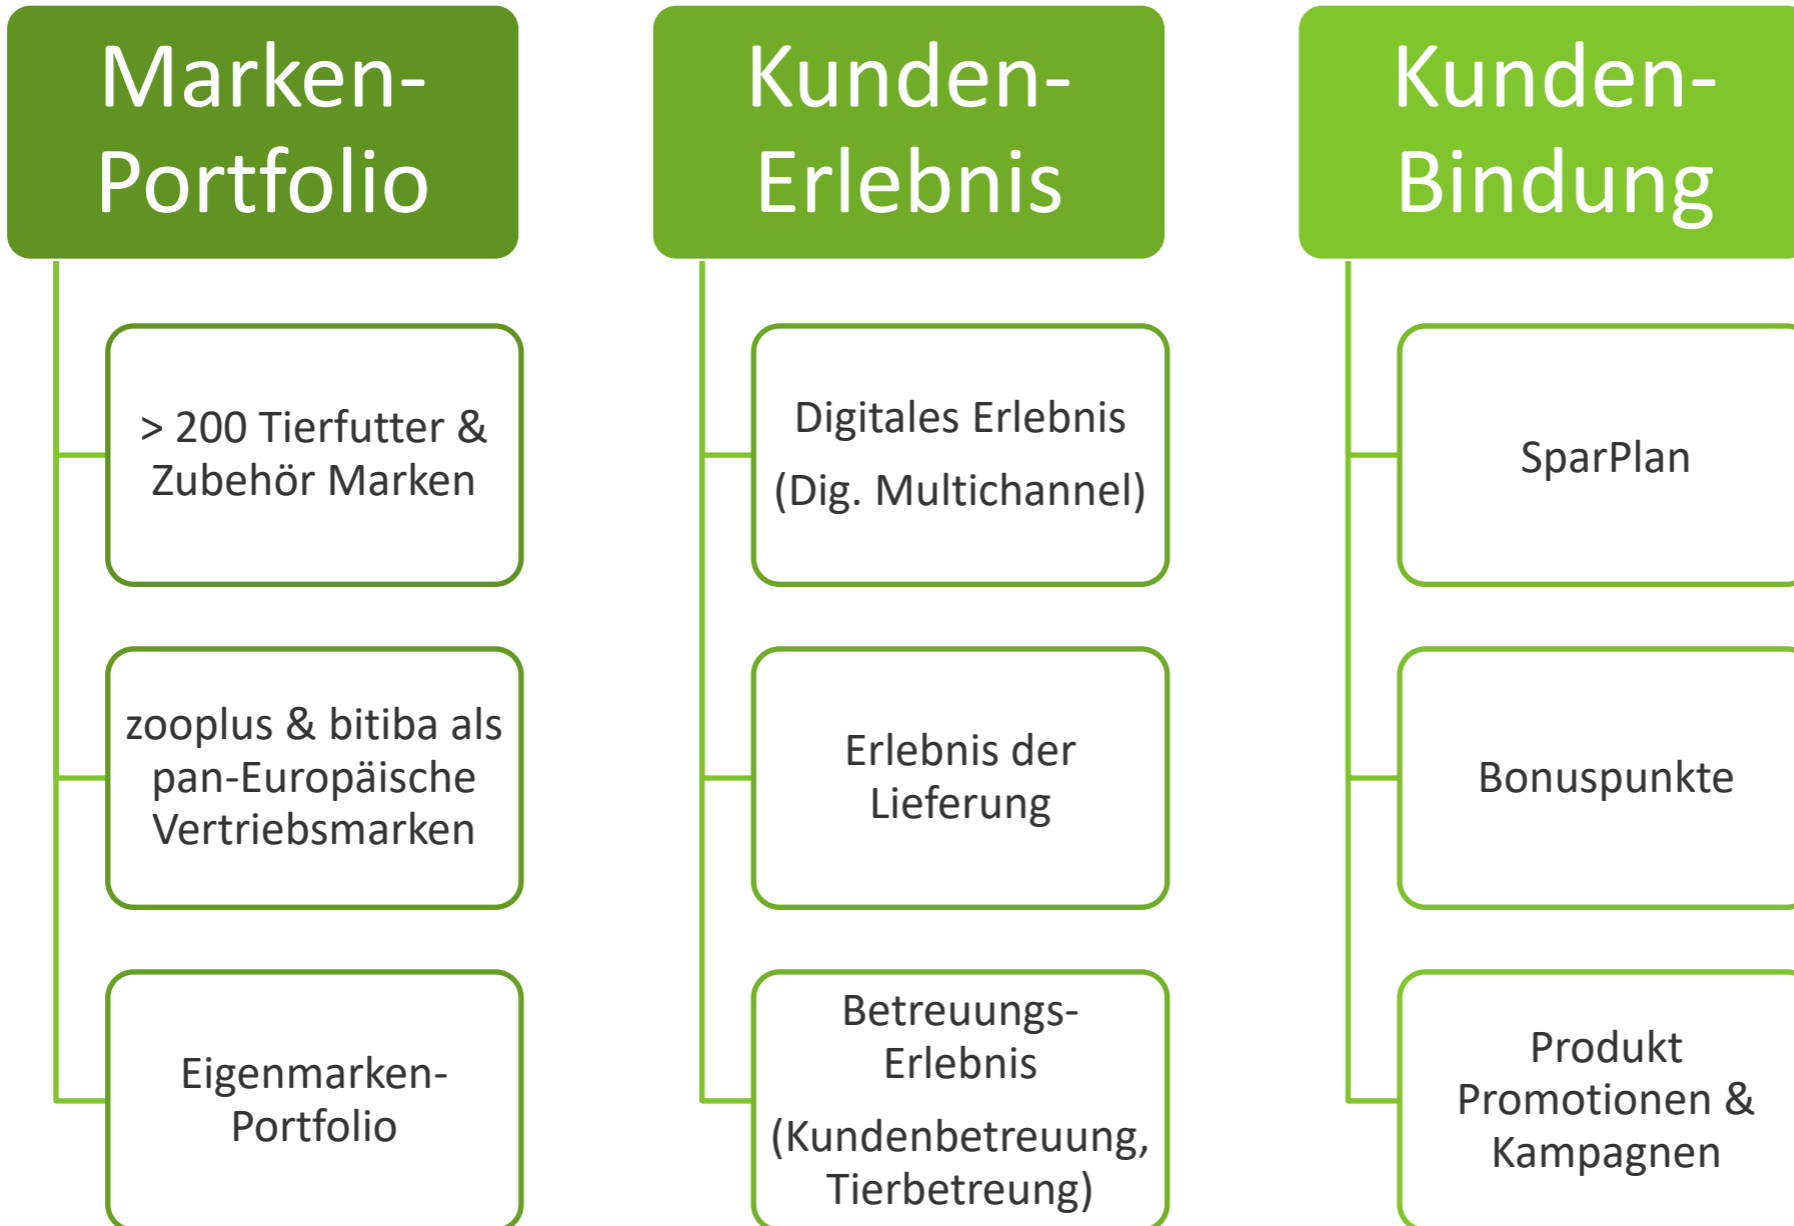 Marken-
Portfolio
> 200 Tierfutter &
Zubehör Marken
zooplus & bitiba als
pan-Europäische
Vertriebsmarken
Eigenmarken-
Portfolio
Kunden-
Erlebnis
Digitales Erlebnis
(Dig. Multichannel)
Erlebnis der
Lieferung
Betreuungs-
Erlebnis
(Kundenbetreuung,
Tierbetreung)
Kunden-
Bindung
SparPlan
Bonuspunkte
Produkt
Promotionen &
Kampagnen